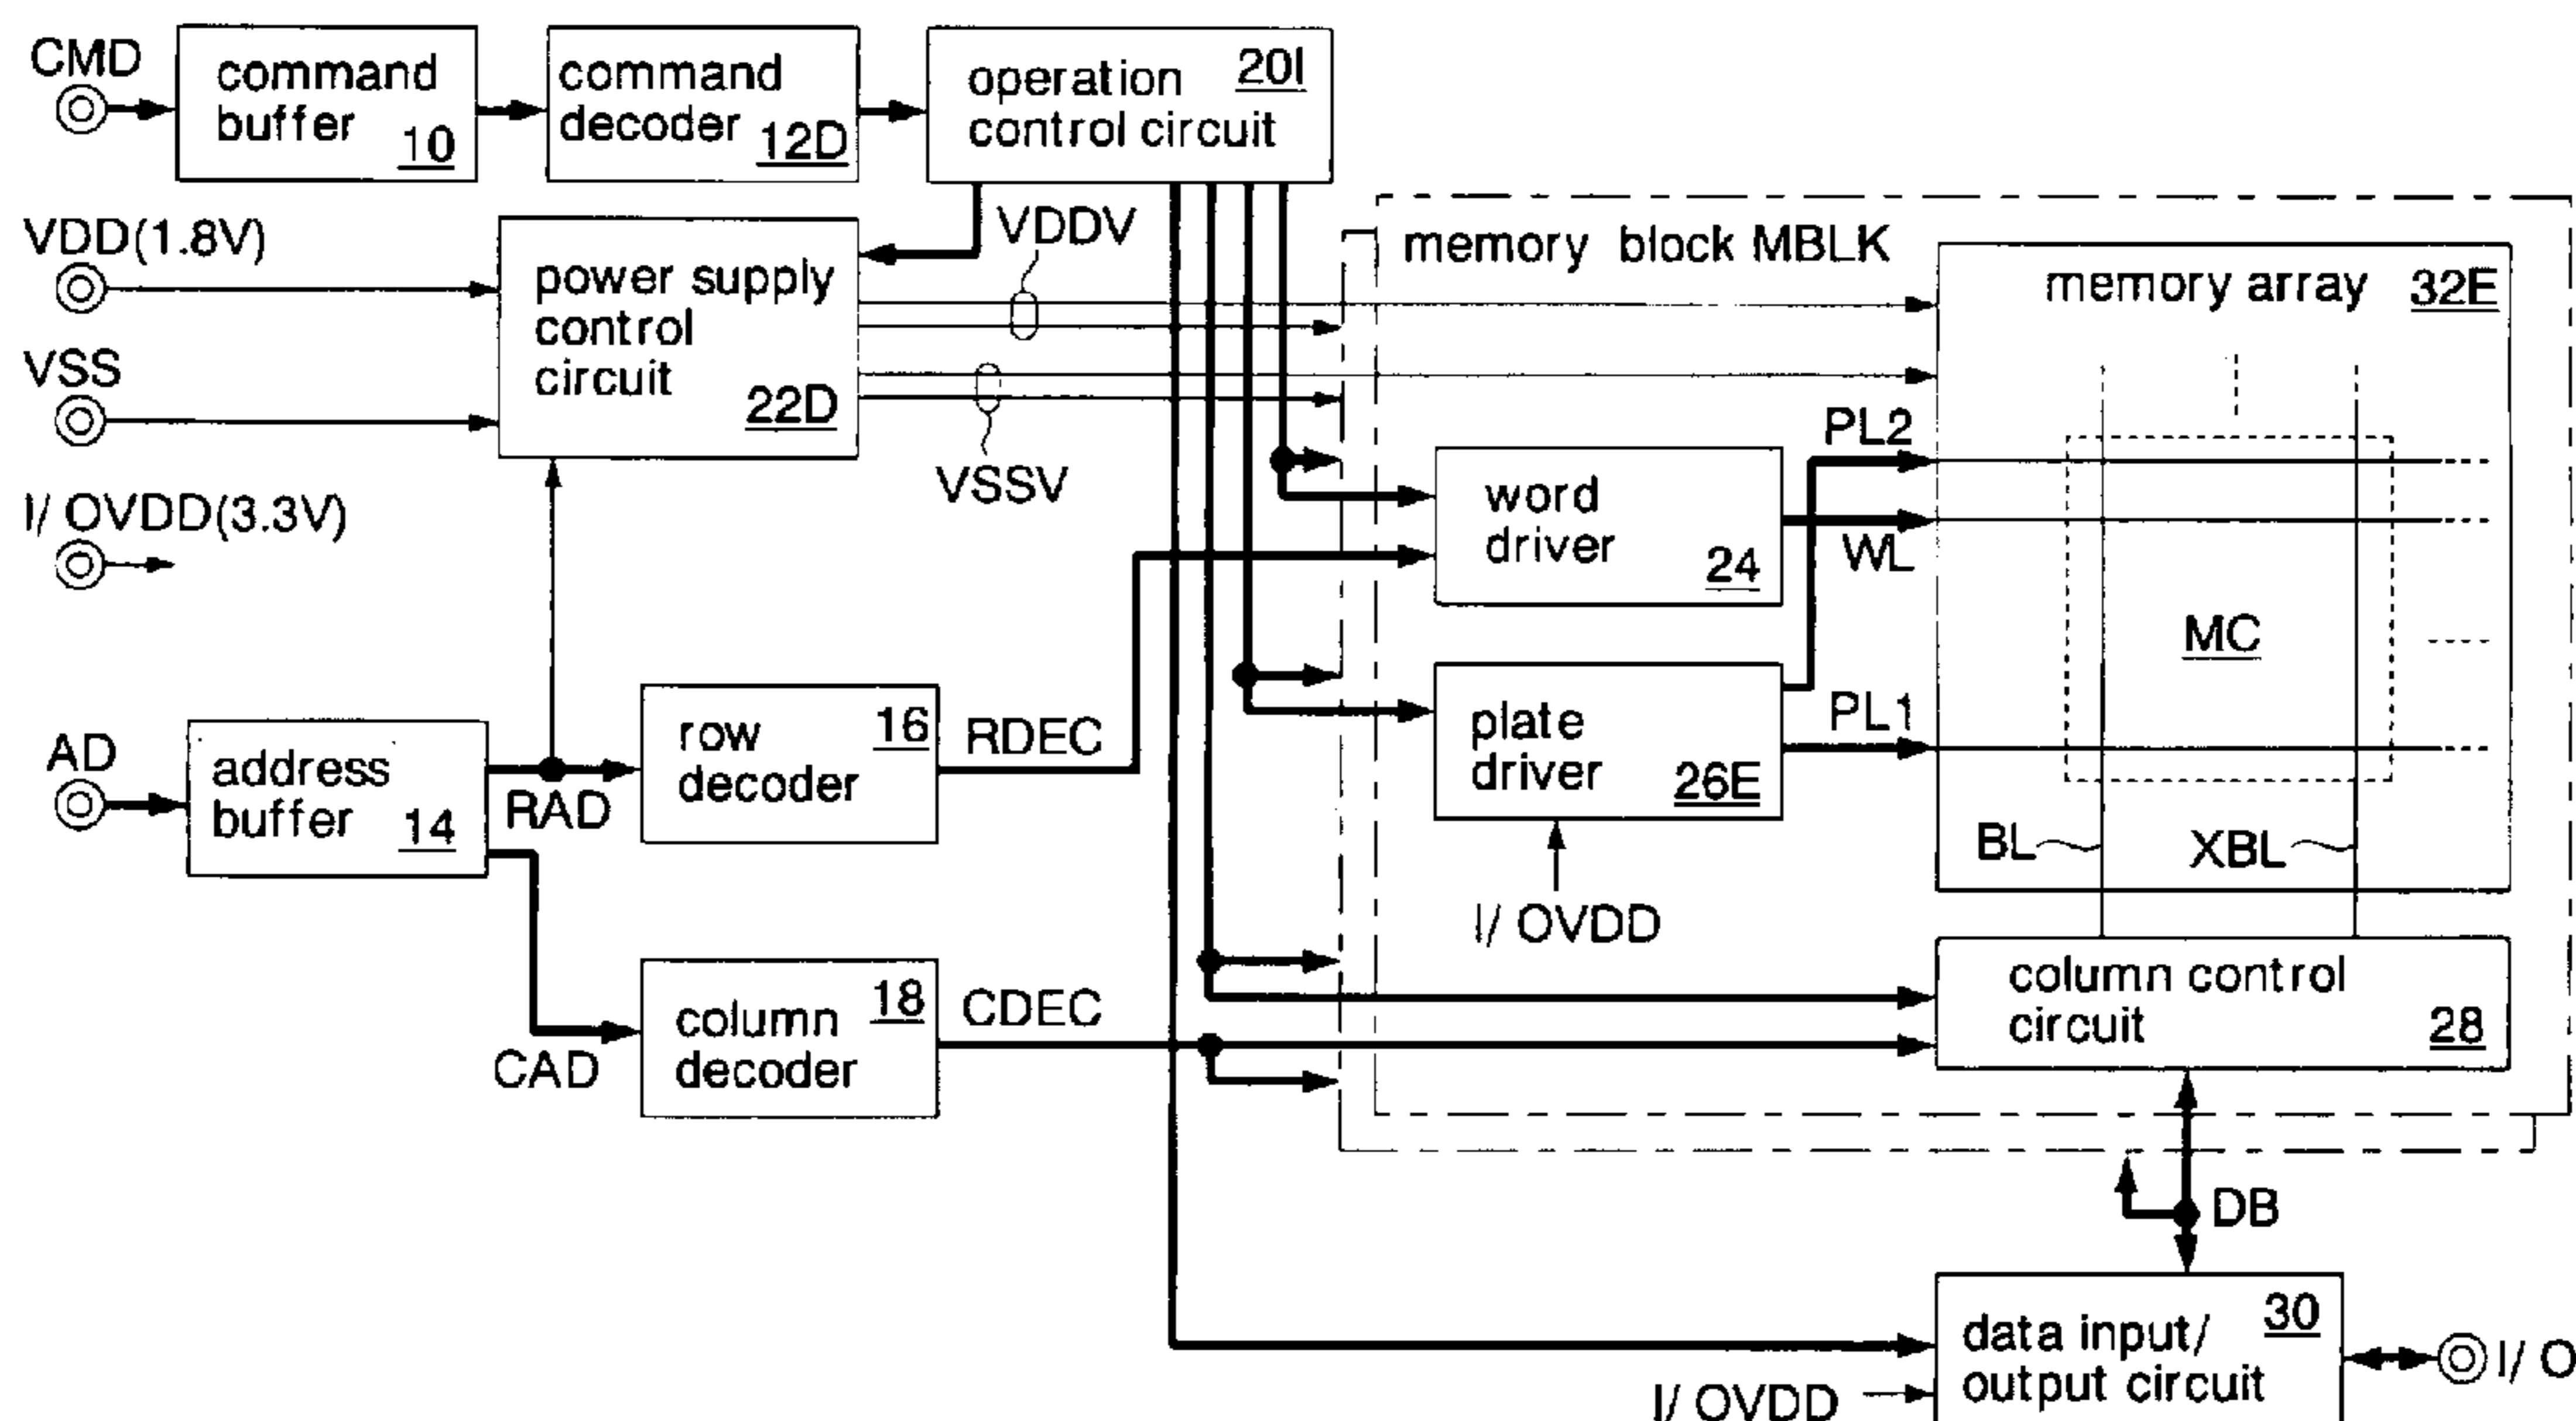 CMD
command
buffer 10
command
decoder 12D
operation
control circuit
20I
VDD(1.8V)
VSS
I/OVDD(3.3V)
power supply
control
circuit
22D
VDDV
VSSV
memory block MBLK
memory array 32E
PL2
WL
PL1
MC
BL
XBL
word
driver
24
plate
driver
26E
I/OVDD
AD
address
buffer 14
RAD
CAD
row
decoder
16
RDEC
column
decoder
18
CDEC
column control
circuit
28
DB
data input/
output circuit
30
I/O
I/OVDD